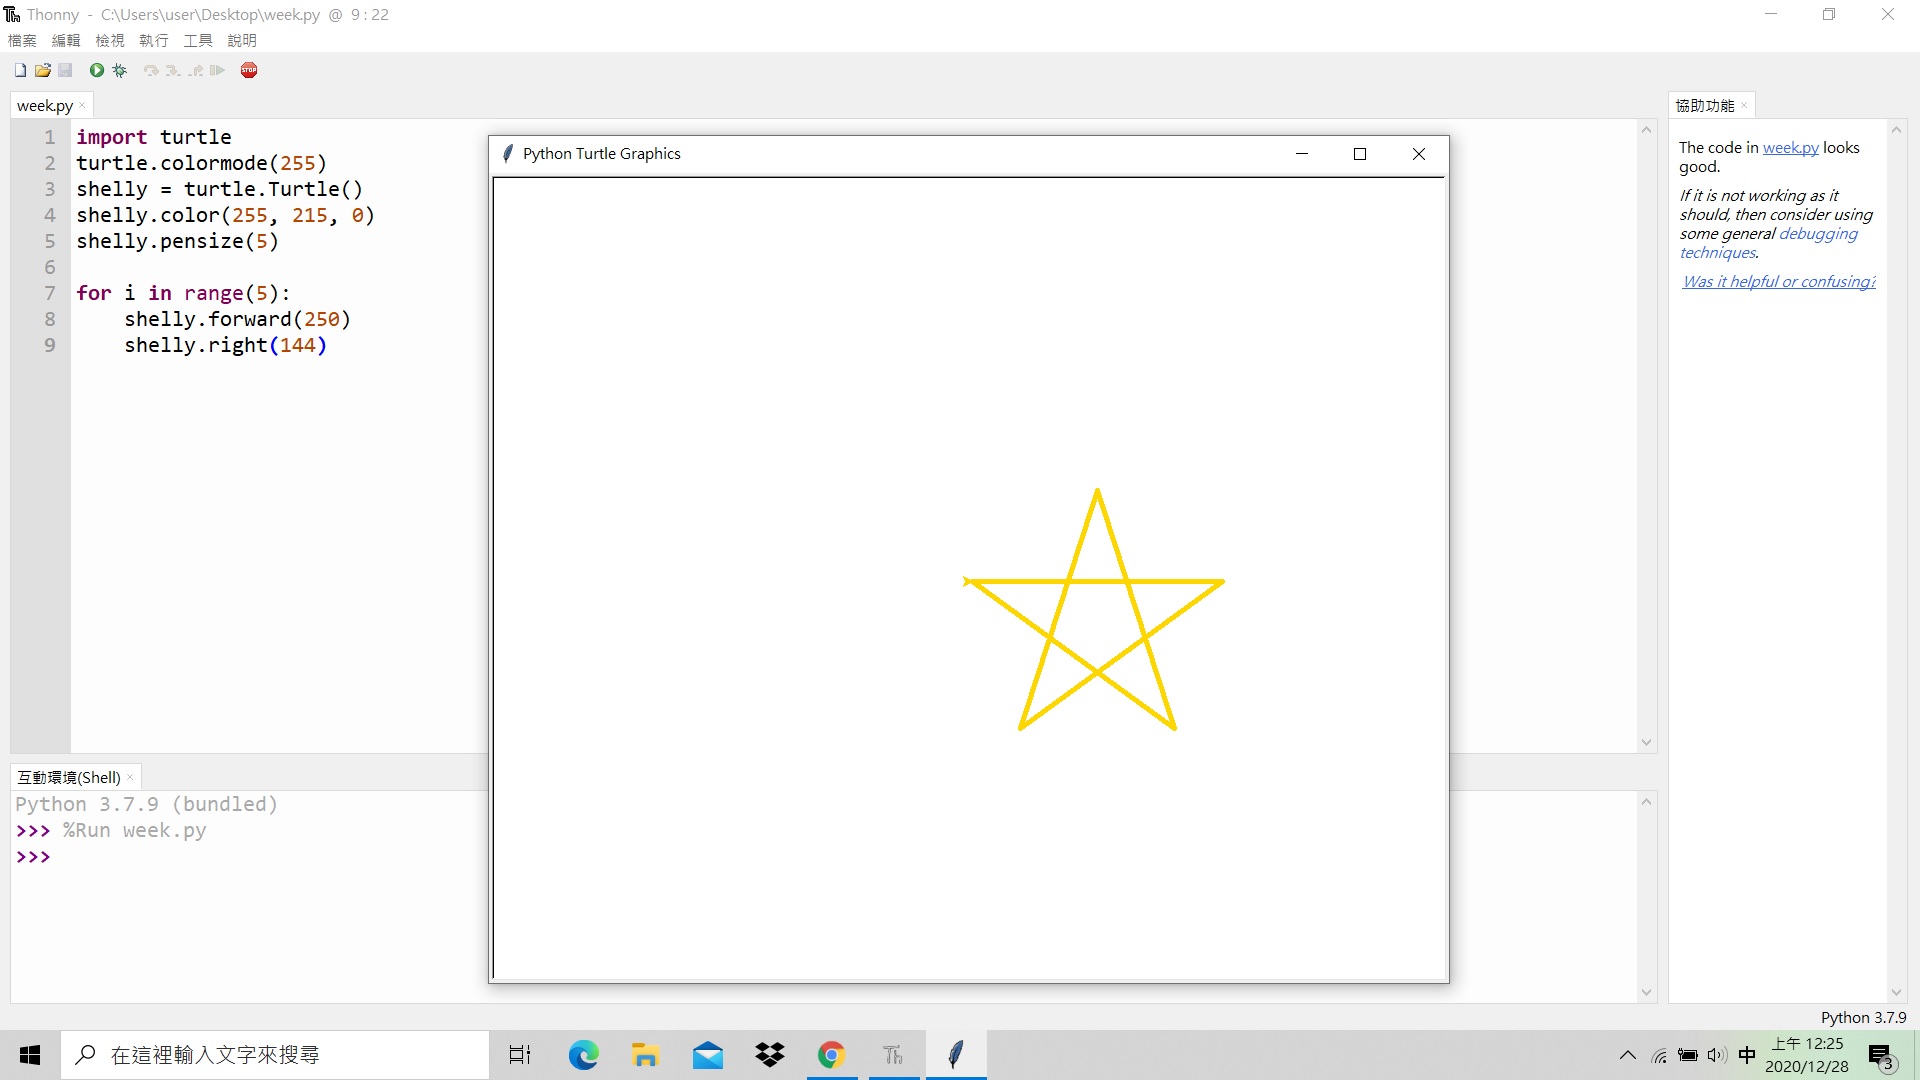 Thonny - C:\Users\user\Desktop\week.py @ 9:22
檔案 編輯 檢視 執行 工具 說明
STOP
week.py
1 import turtle
2 turtle.colormode(255)
3 shelly = turtle.Turtle()
4 shelly.color(255, 215, 0)
5 shelly.pensize(5)
6
7 for i in range(5):
8 shelly.forward(250)
9 shelly.right(144)
Python Turtle Graphics
協助功能
The code in week.py looks
good.
If it is not working as it
should, then consider using
some general debugging
techniques.
Was it helpful or confusing?
互動環境(Shell)
Python 3.7.9 (bundled)
>>> %Run week.py
>>>
Python 3.7.9
在這裡輸入文字來搜尋
Th
中
上午 12:25
2020/12/28
3